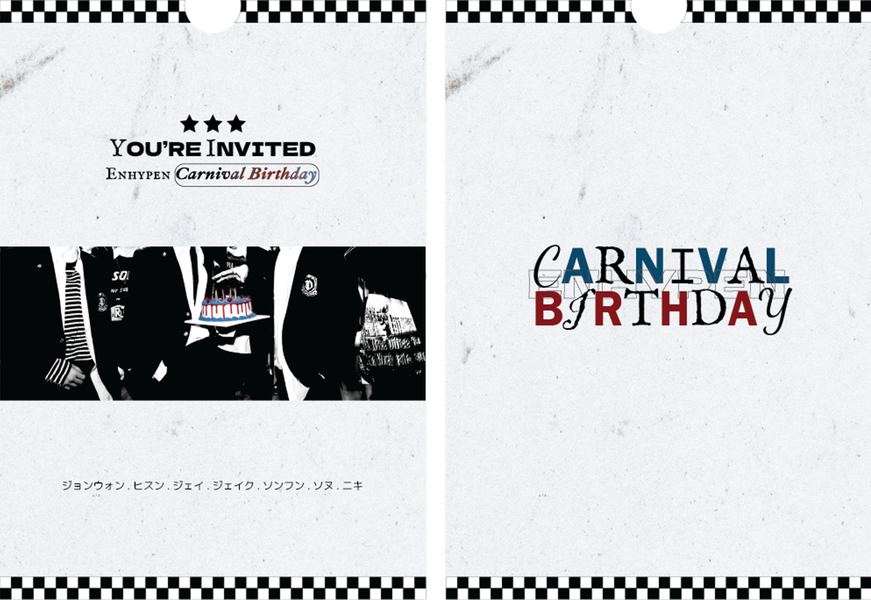 YOU'RE INVITED
ENHYPEN Carnival Birthday
SO
D
ジョンウォン . ヒスン . ジェイ . ジェイク . ソンフン . ソヌ . ニキ
CARNIVAL
ENHYPEN
BIRTHDAY